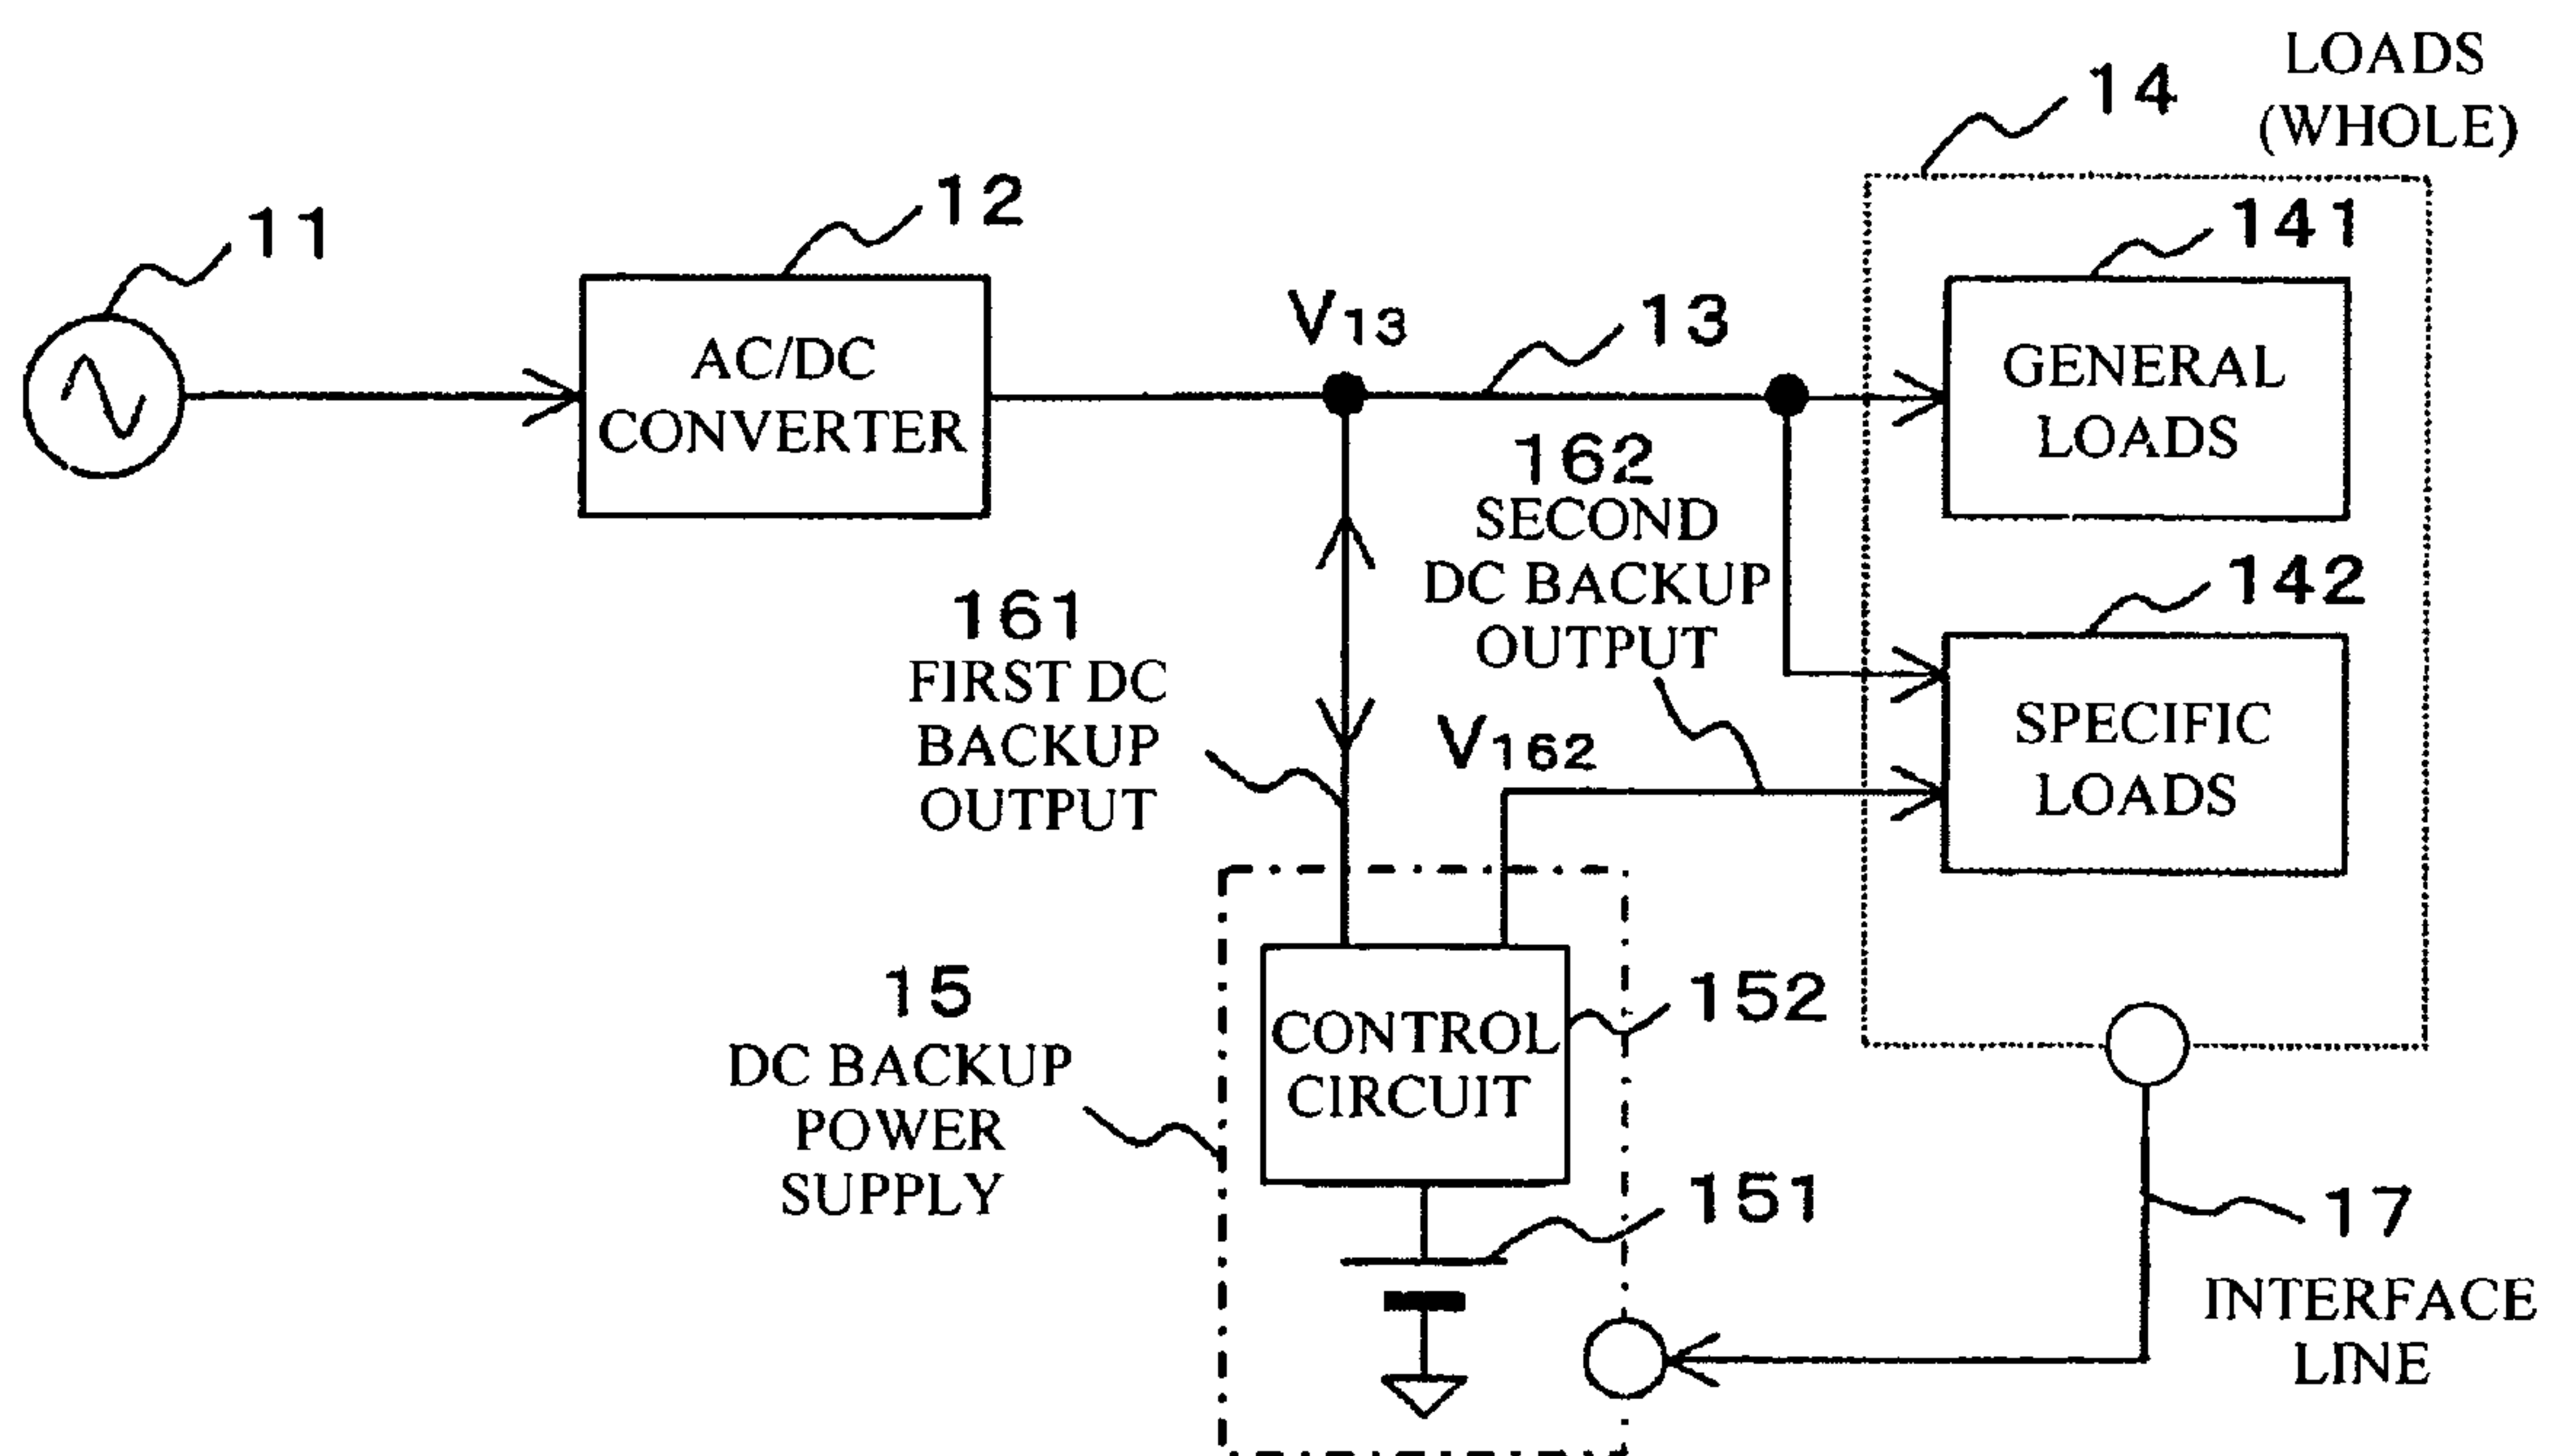 LOADS
(WHOLE)
14
12
11
141
V13
13
AC/DC
CONVERTER
GENERAL
LOADS
162
SECOND
DC BACKUP
OUTPUT
142
161
FIRST DC
BACKUP
OUTPUT
V162
SPECIFIC
LOADS
15
DC BACKUP
POWER
SUPPLY
CONTROL
CIRCUIT
152
151
17
INTERFACE
LINE